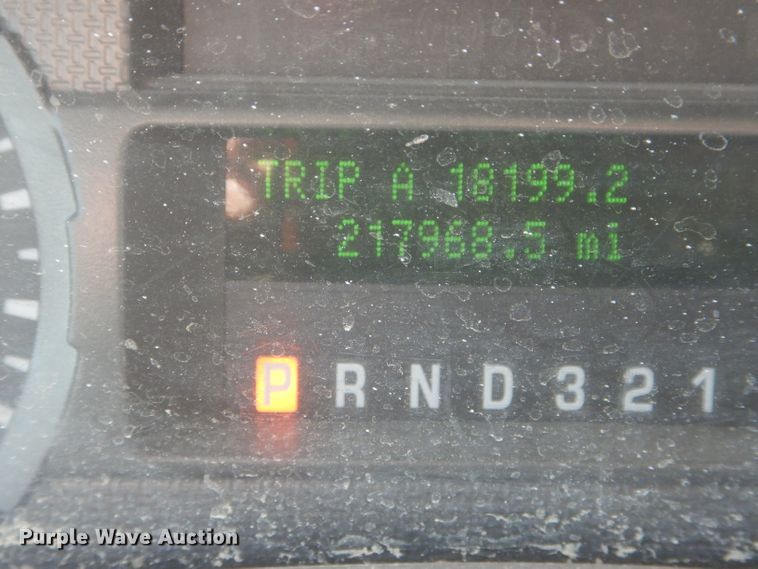 TRIP A 18199.2
217968.5 mi
P R N D 3 2 1
Purple Wave Auction